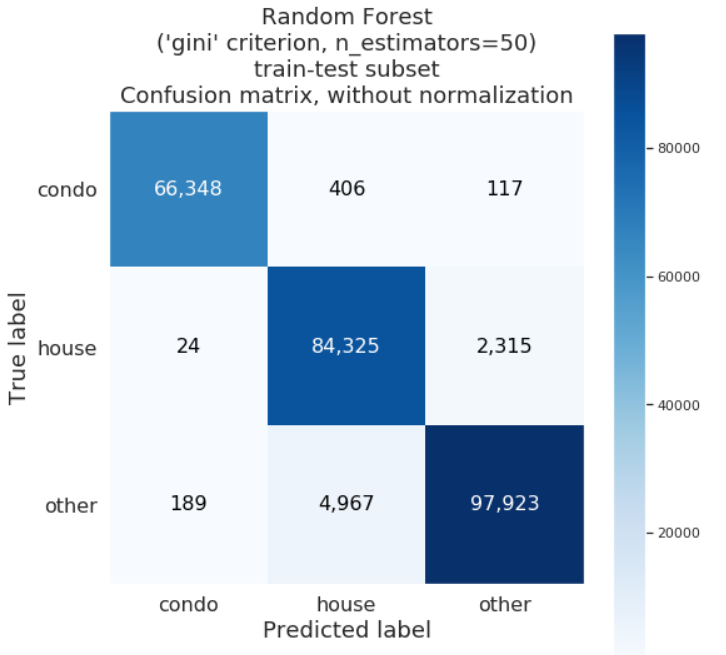 Random Forest
('gini' criterion, n_estimators=50)
train-test subset
Confusion matrix, without normalization
condo 66,348 406 117
house 24 84,325 2,315
other 189 4,967 97,923
condo house other
Predicted label
True label
80000
60000
40000
20000